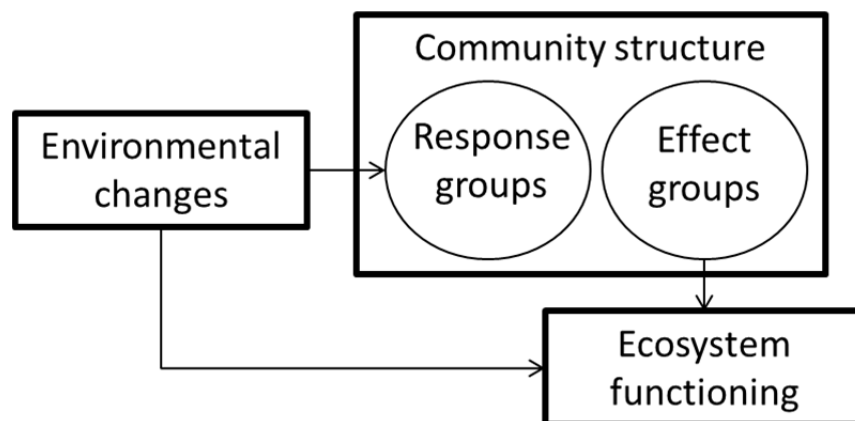 Community structure
Environmental
changes
Response
groups
Effect
groups
Ecosystem
functioning